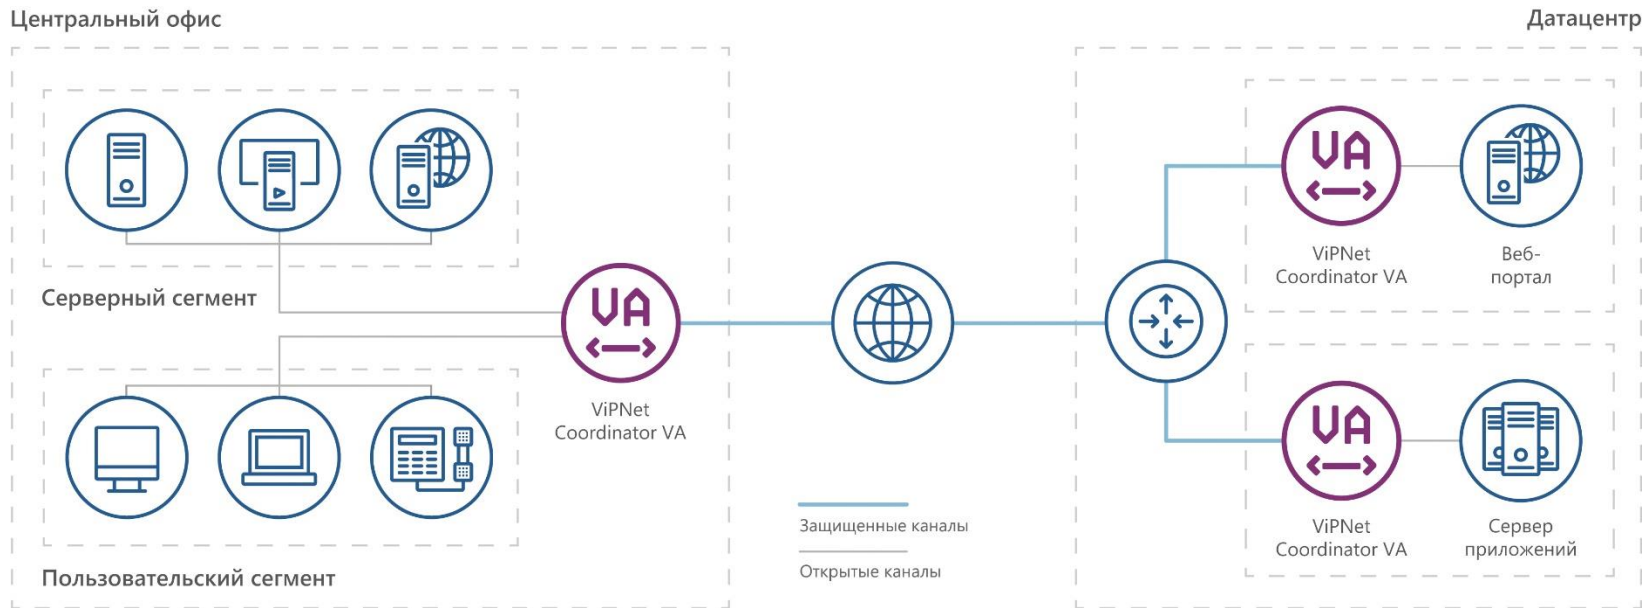 Центральный офис
Датацентр
VA
ViPNet
Coordinator VA
Веб-
портал
Серверный сегмент
VA
ViPNet
Coordinator VA
VA
ViPNet
Coordinator VA
Сервер
приложений
Защищенные каналы
Открытые каналы
Пользовательский сегмент